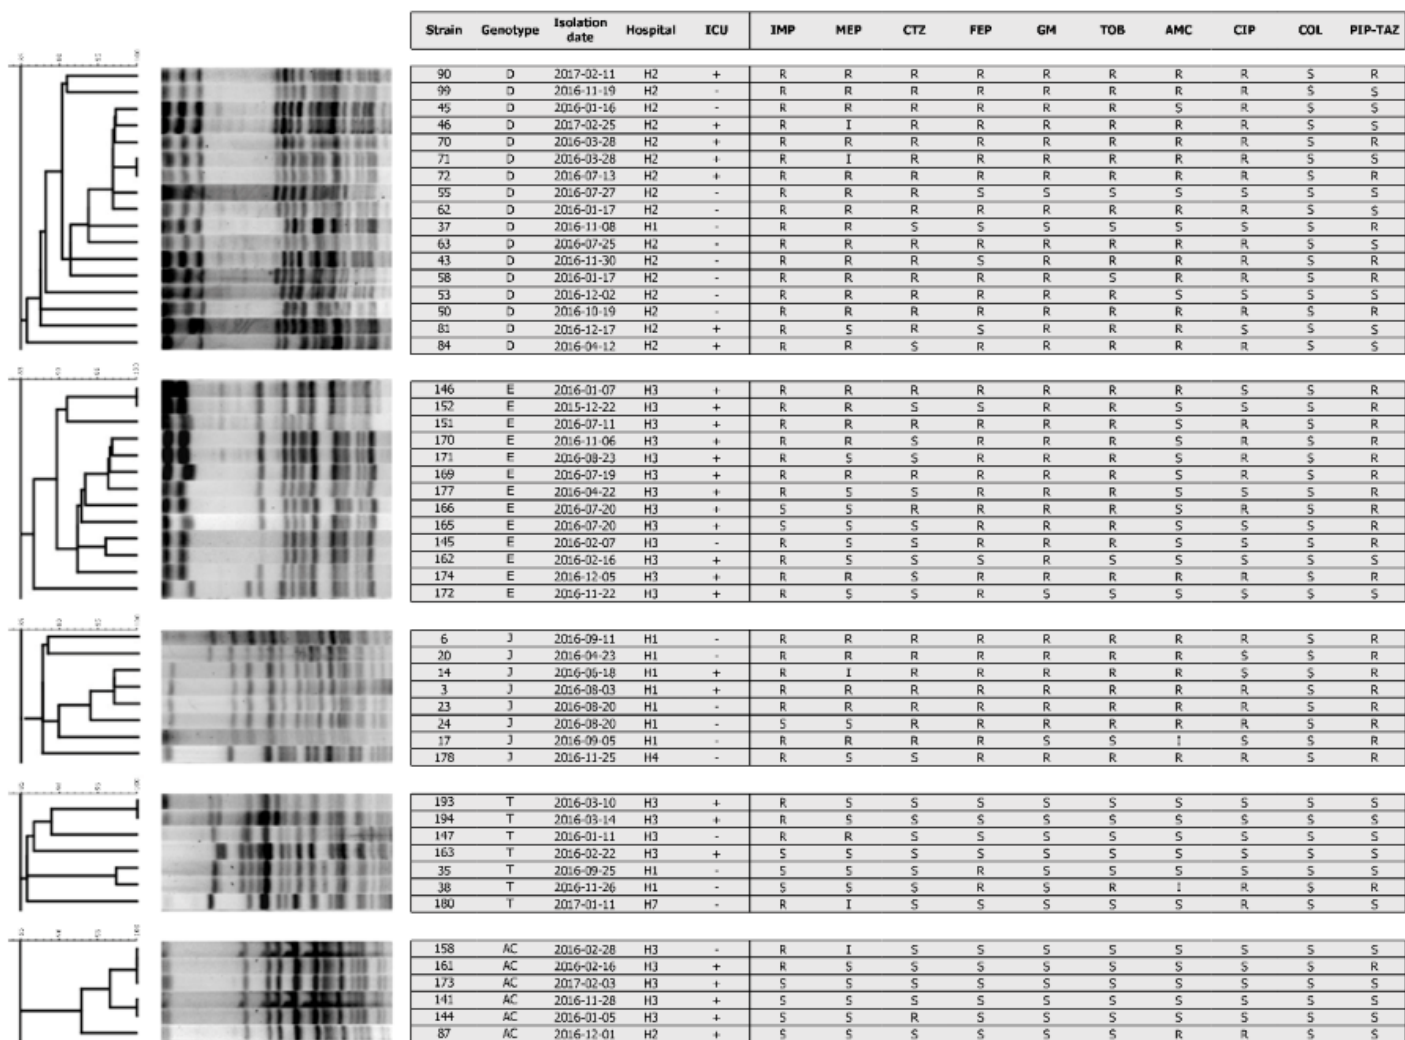 Strain Genotype Isolation date Hospital ICU IMP MEP CTZ FEP GM TOB AMC CIP COL PIP-TAZ
90 D 2017-02-11 H2 + R R R R R R R R S R
99 D 2016-11-19 H2 - R R R R R R R R S S
45 D 2016-01-16 H2 - R R R R R R S R S S
46 D 2017-02-25 H2 + R I R R R R R R S S
70 D 2016-03-28 H2 + R R R R R R R R S R
71 D 2016-03-28 H2 + R I R R R R R R S S
72 D 2016-07-13 H2 + R R R R R R R R S R
55 D 2016-07-27 H2 - R R R S S S S S S S
62 D 2016-01-17 H2 - R R R R R R R R S S
37 D 2016-11-08 H1 - R R S S S S S S S R
63 D 2016-07-25 H2 - R R R R R R R R S S
43 D 2016-11-30 H2 - R R R S R R R R S R
58 D 2016-01-17 H2 - R R R R R S R R S R
53 D 2016-12-02 H2 - R R R R R R S S S S
50 D 2016-10-19 H2 - R R R R R R R R S R
81 D 2016-12-17 H2 + R S R S R R R S S S
84 D 2016-04-12 H2 + R R S R R R R R S S
146 E 2016-01-07 H3 + R R R R R R R S S R
152 E 2015-12-22 H3 + R R S S R R S S S R
151 E 2016-07-11 H3 + R R R R R R S R S R
170 E 2016-11-06 H3 + R R S R R R S R S R
171 E 2016-08-23 H3 + R S S R R R S S S R
169 E 2016-07-19 H3 + R R R R R R S R S R
177 E 2016-04-22 H3 + R S S R R R S S S R
166 E 2016-07-20 H3 + S S R R R R S R S R
165 E 2016-07-20 H3 + S S S R R R S S S R
145 E 2016-02-07 H3 - R S S R R R S S S R
162 E 2016-02-16 H3 + R S S S R S S S S S
174 E 2016-12-05 H3 + R R S R R R R R S R
172 E 2016-11-22 H3 + R S S R S S S S S S
6 J 2016-09-11 H1 - R R R R R R R R S R
20 J 2016-04-23 H1 - R R R R R R R S S R
14 J 2016-06-18 H1 + R I R R R R R S S R
3 J 2016-08-03 H1 + R R R R R R R R S R
23 J 2016-08-20 H1 - R R R R R R R R S R
24 J 2016-08-20 H1 - S S R R R R R R S R
17 J 2016-09-05 H1 - R R R R S S I S S R
178 J 2016-11-25 H4 - R S S R R R R R S R
193 T 2016-03-10 H3 + R S S S S S S S S S
194 T 2016-03-14 H3 + R S S S S S S S S S
147 T 2016-01-11 H3 - R R S S S S S S S S
163 T 2016-02-22 H3 + S S S S S S S S S S
35 T 2016-09-25 H1 - S S S R S S S S S S
38 T 2016-11-26 H1 - S S S R S R I R S R
180 T 2017-01-11 H7 - R I S S S S S R S S
158 AC 2016-02-28 H3 - R I S S S S S S S S
161 AC 2016-02-16 H3 + R S S S S S S S S R
173 AC 2017-02-03 H3 + S S S S S S S S S S
141 AC 2016-11-28 H3 + S S S S S S S S S S
144 AC 2016-01-05 H3 + S S R S S S S S S S
87 AC 2016-12-01 H2 + S S S S S S R R S S